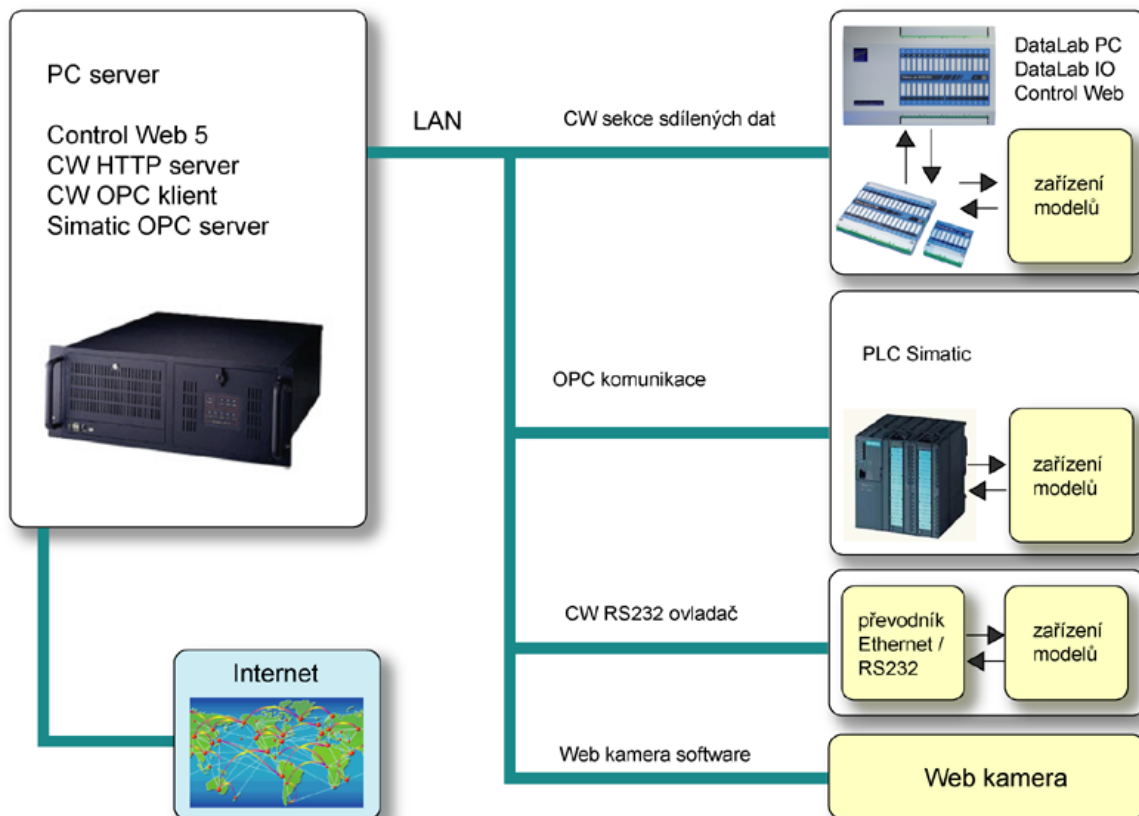 PC server
Control Web 5
CW HTTP server
CW OPC klient
Simatic OPC server
LAN
CW sekce sdílených dat
DataLab PC
DataLab IO
Control Web
zařízení
modelů
OPC komunikace
PLC Simatic
zařízení
modelů
CW RS232 ovladač
převodník
Ethernet /
RS232
zařízení
modelů
Internet
Web kamera software
Web kamera